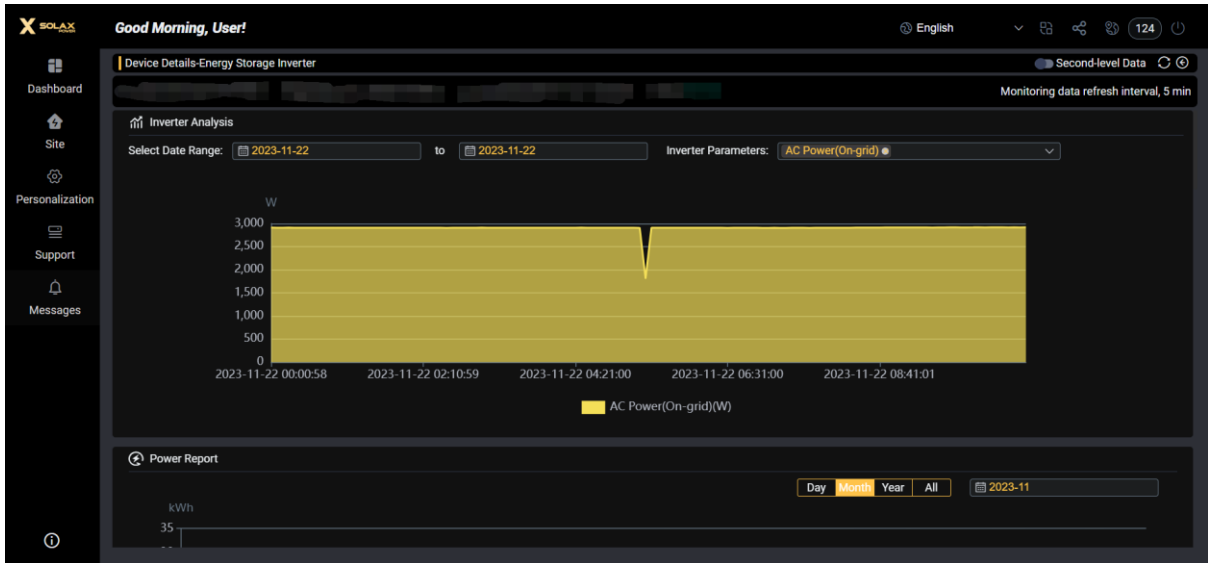 SOLAX
POWER
Good Morning, User!
English
124
Dashboard
Site
Personalization
Support
Messages
Device Details-Energy Storage Inverter
Second-level Data
Monitoring data refresh interval, 5 min
Inverter Analysis
Select Date Range: 2023-11-22 to 2023-11-22 Inverter Parameters: AC Power(On-grid)
W
3,000
2,500
2,000
1,500
1,000
500
0
2023-11-22 00:00:58 2023-11-22 02:10:59 2023-11-22 04:21:00 2023-11-22 06:31:00 2023-11-22 08:41:01
AC Power(On-grid)(W)
Power Report
Day Month Year All 2023-11
kWh
35